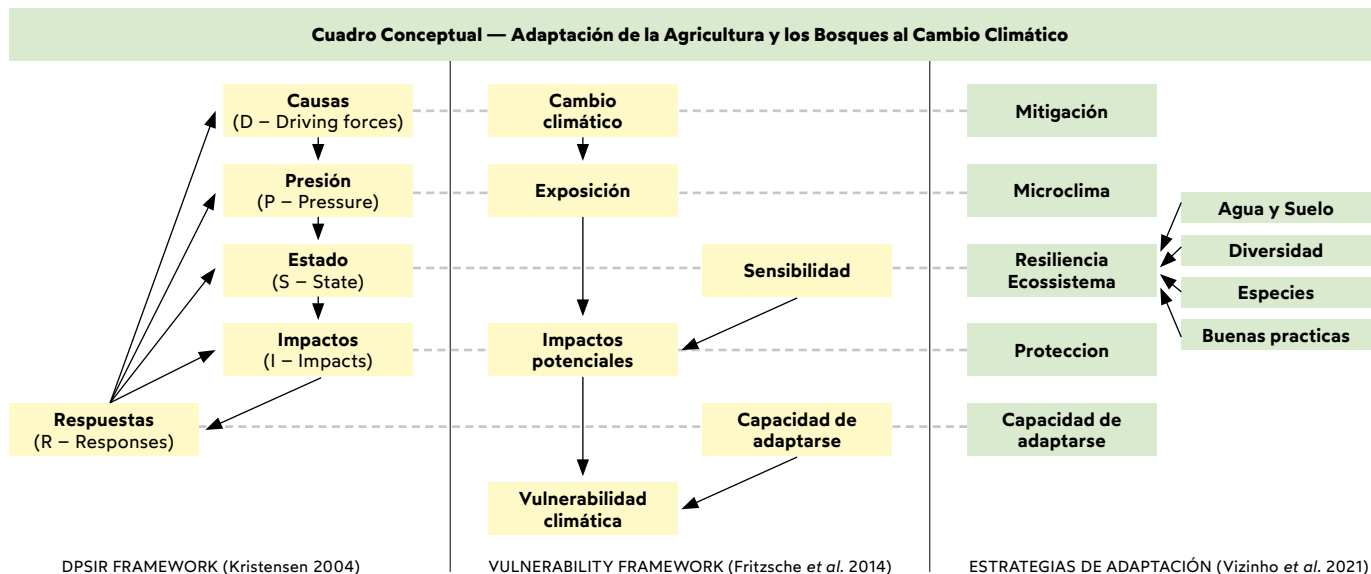 Cuadro Conceptual — Adaptación de la Agricultura y los Bosques al Cambio Climático
Causas
(D – Driving forces)
Presión
(P – Pressure)
Estado
(S – State)
Impactos
(I – Impacts)
Respuestas
(R – Responses)
DPSIR FRAMEWORK (Kristensen 2004)
Cambio
climático
Exposición
Sensibilidad
Impactos
potenciales
Capacidad de
adaptarse
Vulnerabilidad
climática
VULNERABILITY FRAMEWORK (Fritzsche et al. 2014)
Mitigación
Microclima
Resiliencia
Ecossistema
Agua y Suelo
Diversidad
Especies
Buenas practicas
Proteccion
Capacidad de
adaptarse
ESTRATEGIAS DE ADAPTACIÓN (Vizinho et al. 2021)